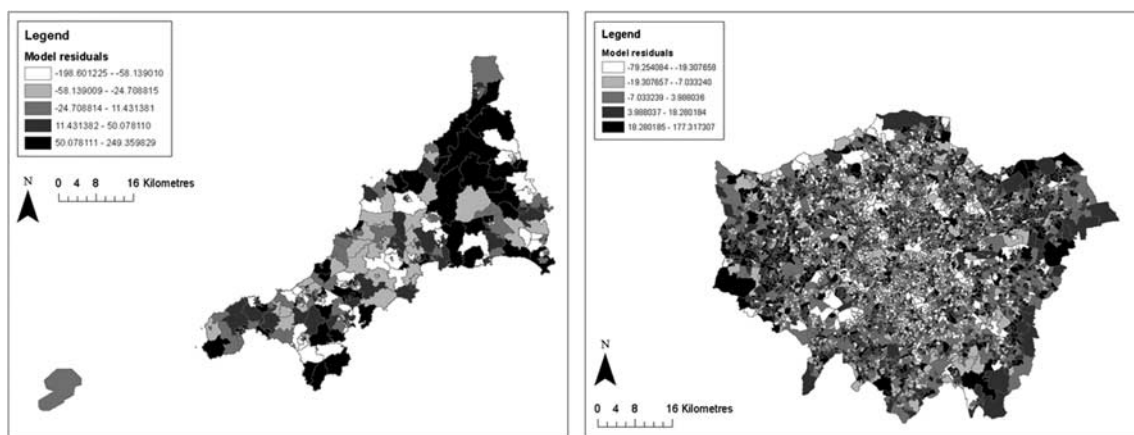 Legend
Model residuals
-198.601225 - -58.139010
-58.139009 - -24.708815
-24.708814 - 11.431381
11.431382 - 50.078110
50.078111 - 249.359829
N
0 4 8 16 Kilometres
Legend
Model residuals
-79.254084 - -19.307658
-19.307657 - -7.033240
-7.033239 - 3.988036
3.988037 - 18.280184
18.280185 - 177.317307
N
0 4 8 16 Kilometres